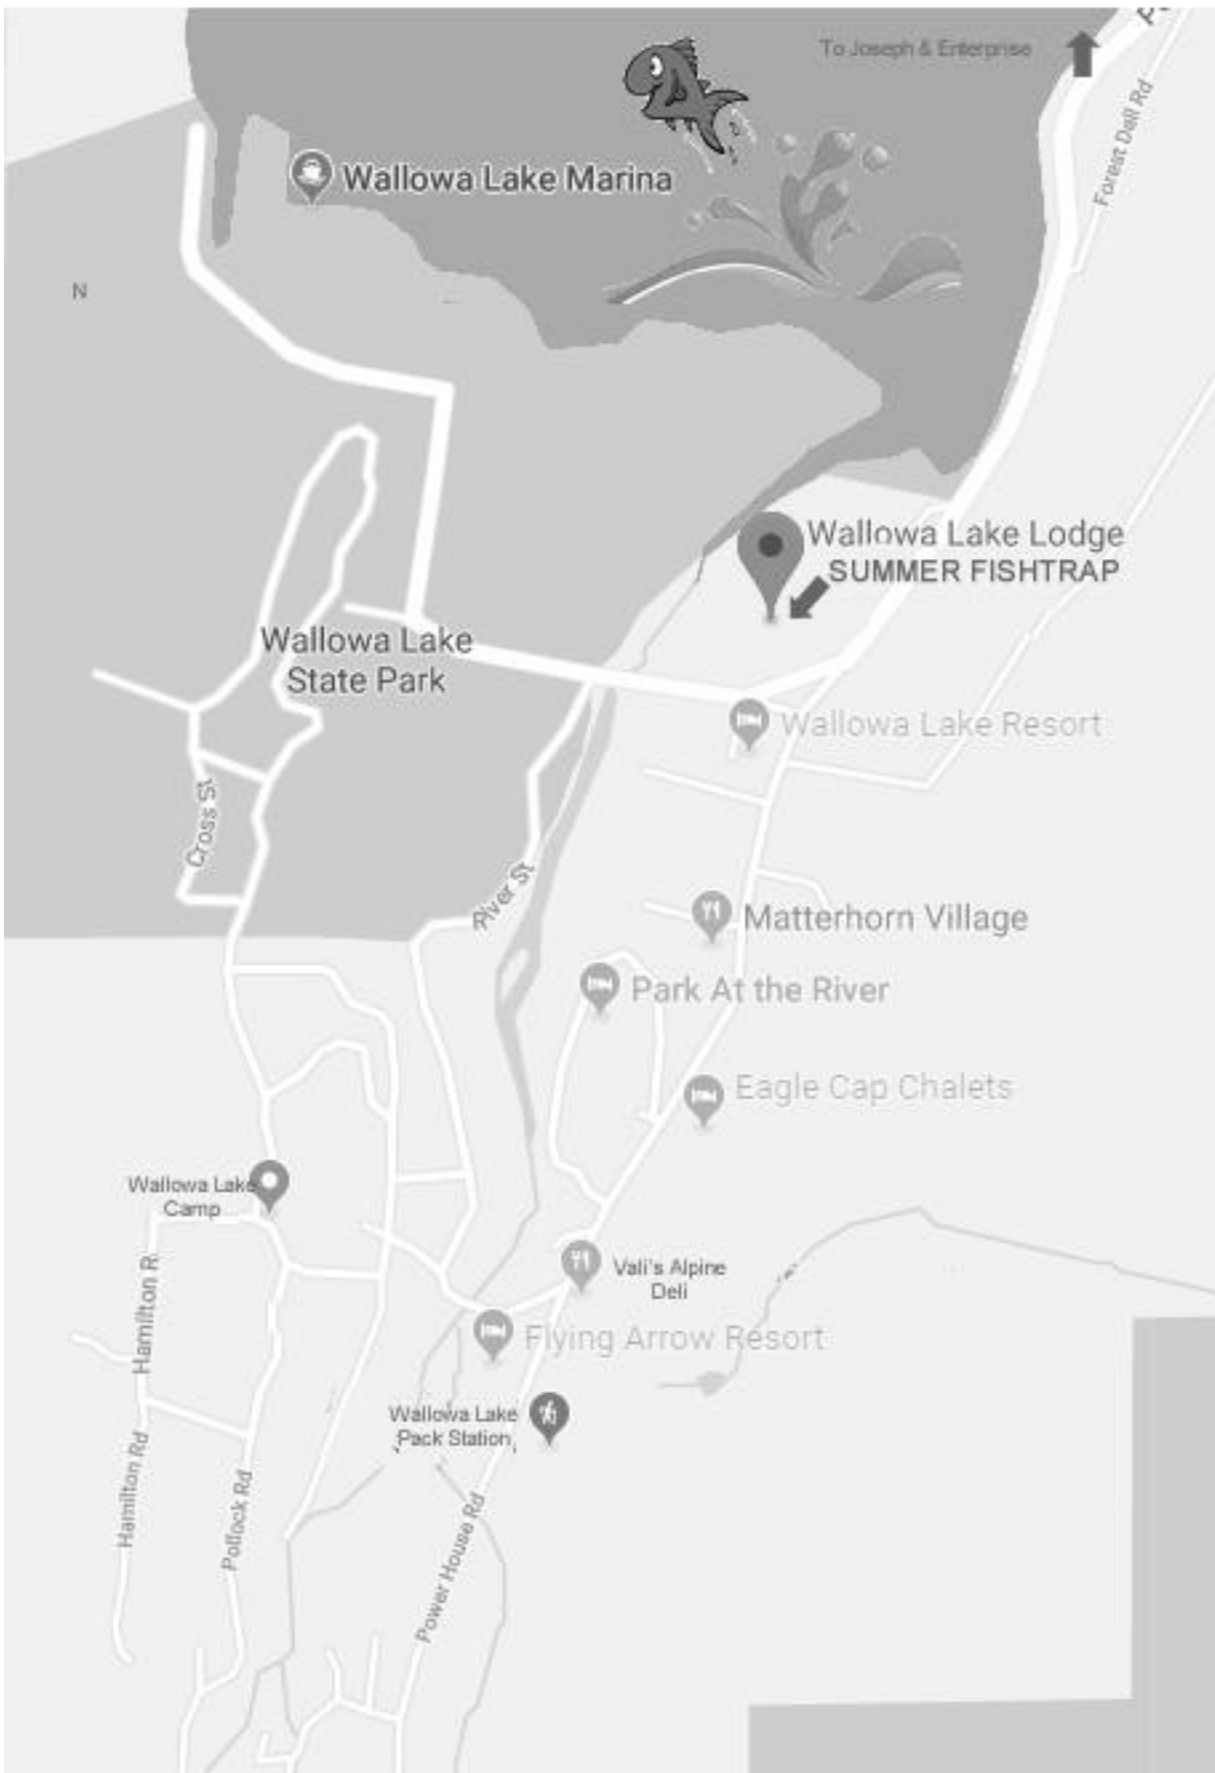 To Joseph & Enterprise
Forest Dell Rd
Wallowa Lake Marina
N
Wallowa Lake Lodge
SUMMER FISHTRAP
Wallowa Lake
State Park
Wallowa Lake Resort
Cross St
River St
Matterhorn Village
Park At the River
Eagle Cap Chalets
Wallowa Lake
Camp
Hamilton R
Vali's Alpine
Deli
Flying Arrow Resort
Wallowa Lake
Pack Station
Hamilton Rd
Pollock Rd
Power House Rd